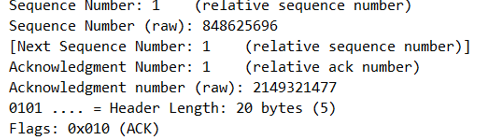 Sequence Number: 1    (relative sequence number)
Sequence Number (raw): 848625696
[Next Sequence Number: 1    (relative sequence number)]
Acknowledgment Number: 1    (relative ack number)
Acknowledgment number (raw): 2149321477
0101 .... = Header Length: 20 bytes (5)
Flags: 0x010 (ACK)